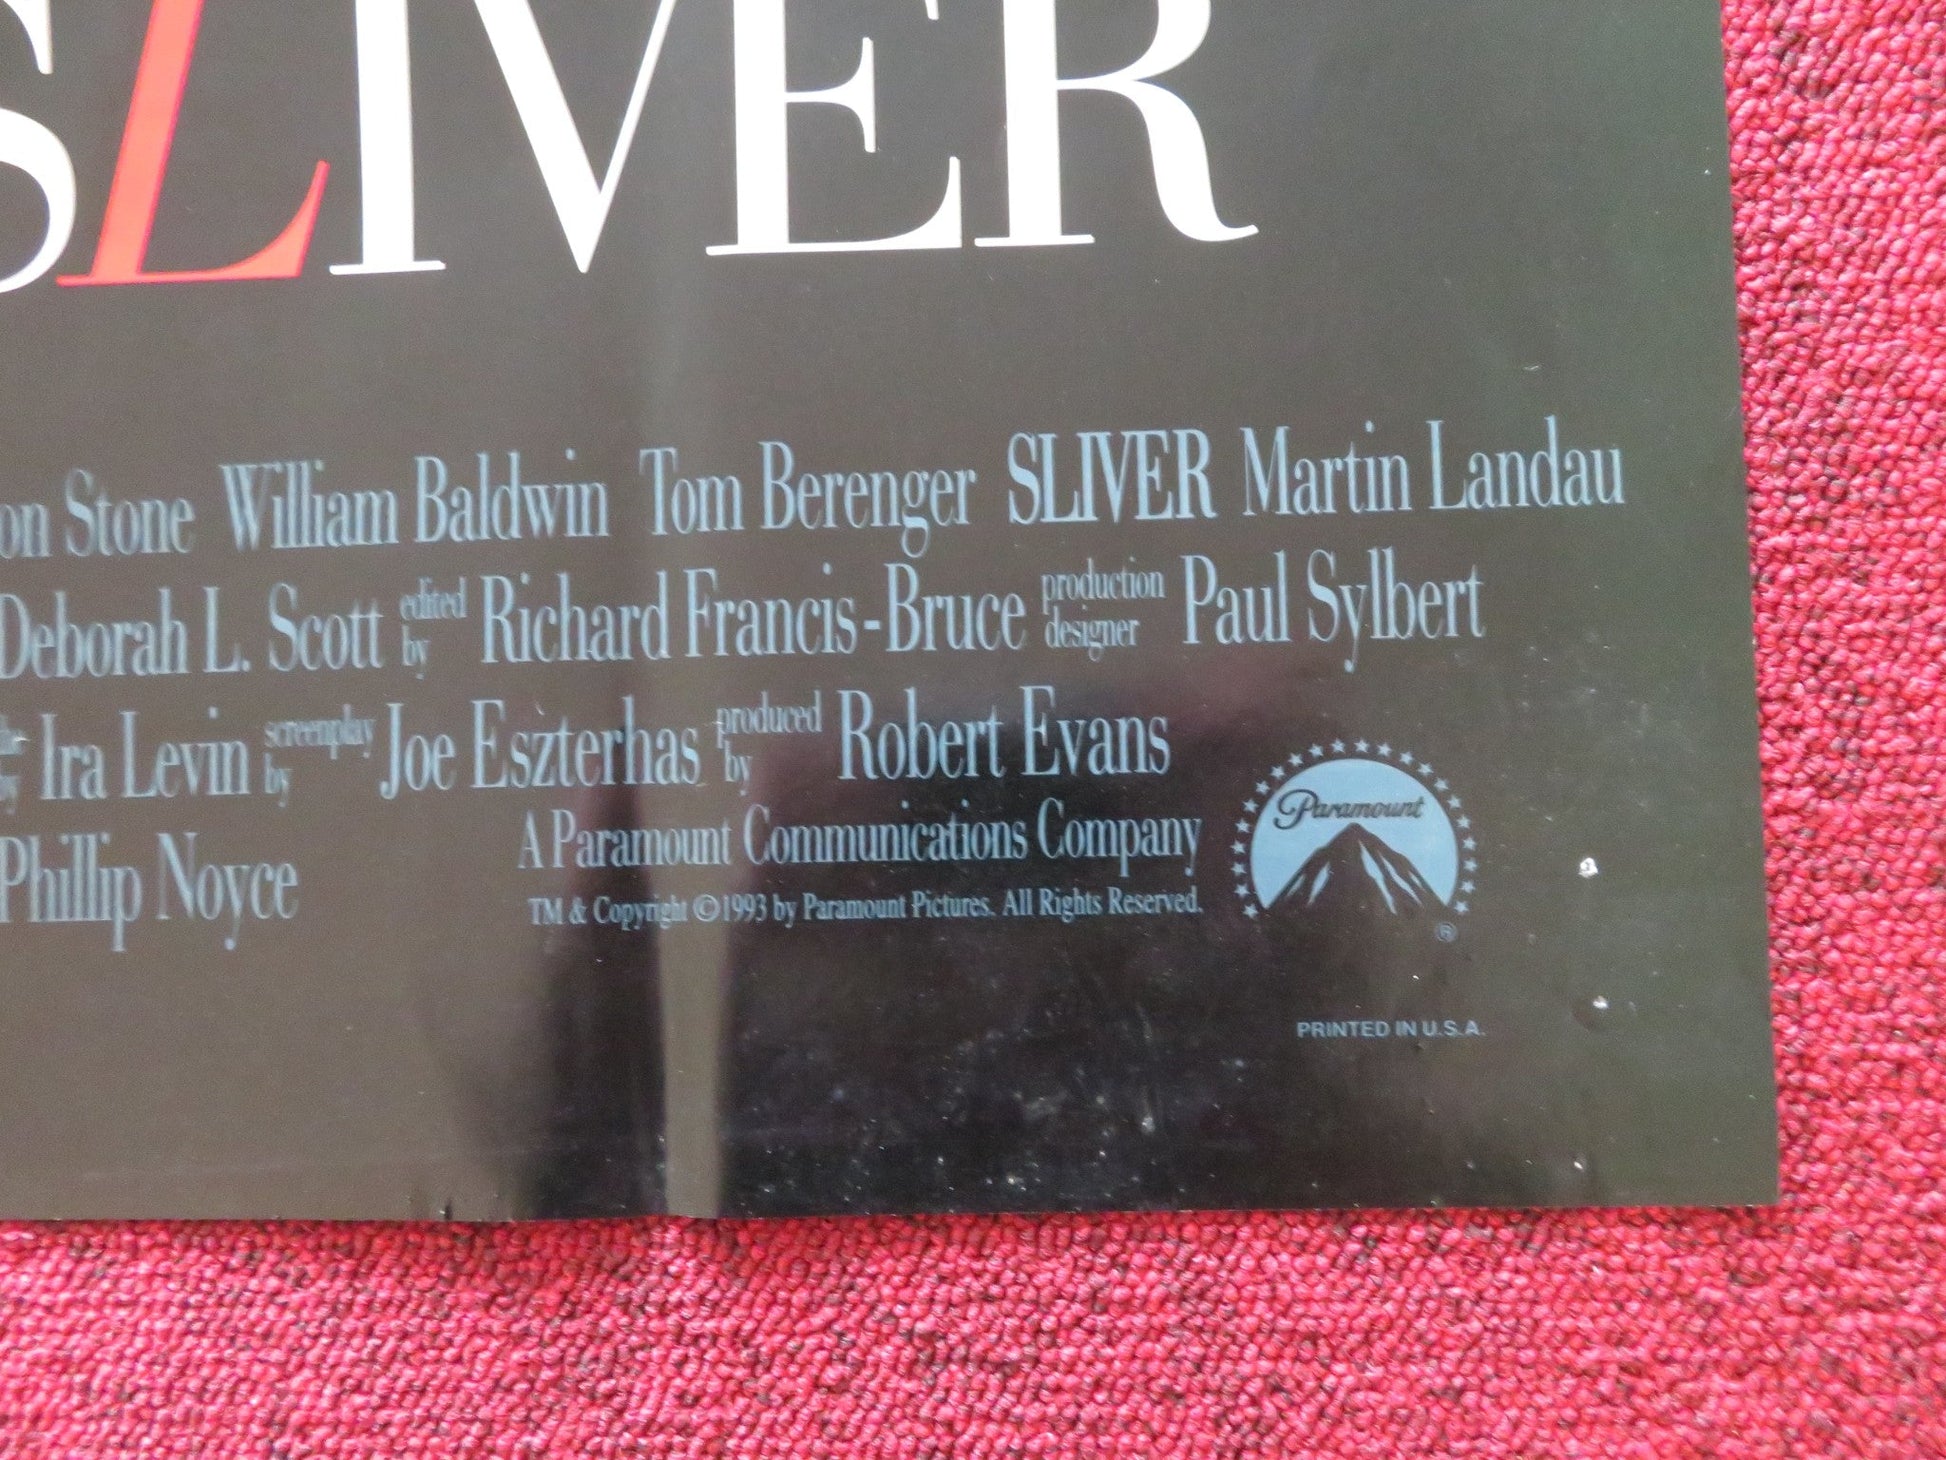 SLIVER
on Stone William Baldwin Tom Berenger SLIVER Martin Landau
Deborah L. Scott edited by Richard Francis-Bruce production designer Paul Sylbert
by Ira Levin screenplay by Joe Eszterhas produced by Robert Evans
Phillip Noyce
A Paramount Communications Company
TM & Copyright ©1993 by Paramount Pictures. All Rights Reserved.
Paramount
®
PRINTED IN U.S.A.